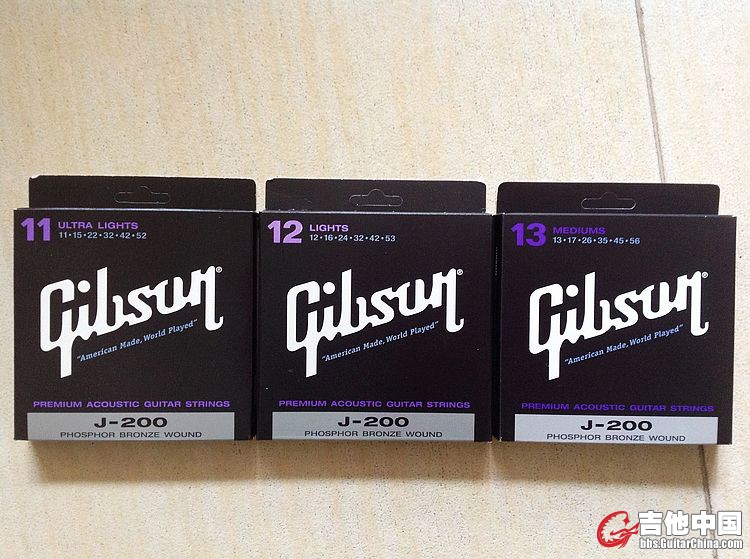 11 ULTRA LIGHTS
11•15•22•32•42•52
Gibson®
"American Made, World Played"
PREMIUM ACOUSTIC GUITAR STRINGS
J-200
PHOSPHOR BRONZE WOUND
12 LIGHTS
12•16•24•32•42•53
Gibson®
"American Made, World Played"
PREMIUM ACOUSTIC GUITAR STRINGS
J-200
PHOSPHOR BRONZE WOUND
13 MEDIUMS
13•17•26•35•45•56
Gibson®
"American Made, World Played"
PREMIUM ACOUSTIC GUITAR STRINGS
J-200
PHOSPHOR BRONZE WOUND
吉他中国
bbs.GuitarChina.com